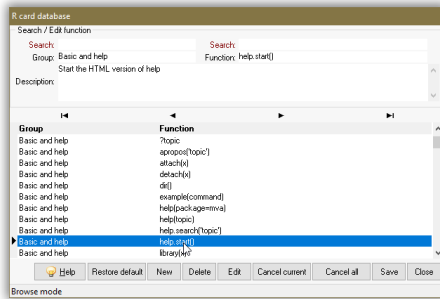 R card database
Search / Edit function
Search: Search:
Group: Basic and help Function: help.start()
Description: Start the HTML version of help
Group Function
Basic and help ?topic
Basic and help apropos('topic')
Basic and help attach(x)
Basic and help detach(x)
Basic and help dir()
Basic and help example(command)
Basic and help help(package=mva)
Basic and help help(topic)
Basic and help help.search('topic')
Basic and help help.start()
Basic and help
Help Restore default New Delete Edit Cancel current Cancel all Save Close
Browse mode